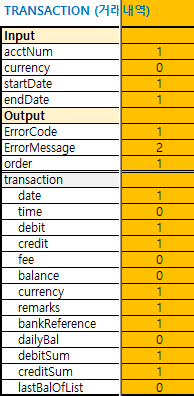 TRANSACTION (거래내역)
Input
acctNum 1
currency 0
startDate 1
endDate 1
Output
ErrorCode 1
ErrorMessage 2
order 1
transaction
date 1
time 0
debit 1
credit 1
fee 0
balance 0
currency 1
remarks 1
bankReference 1
dailyBal 0
debitSum 1
creditSum 1
lastBalOfList 0